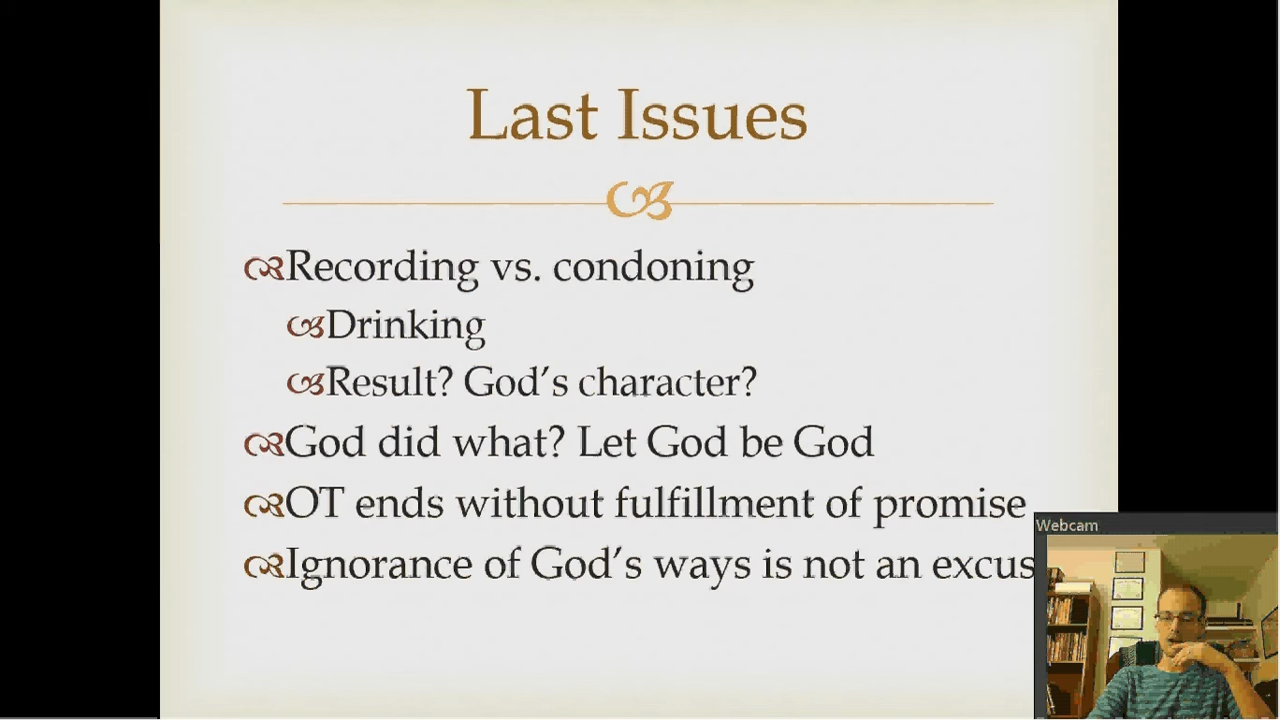 Last Issues
Recording vs. condoning
Drinking
Result? God's character?
God did what? Let God be God
OT ends without fulfillment of promise
Ignorance of God's ways is not an excus
Webcam